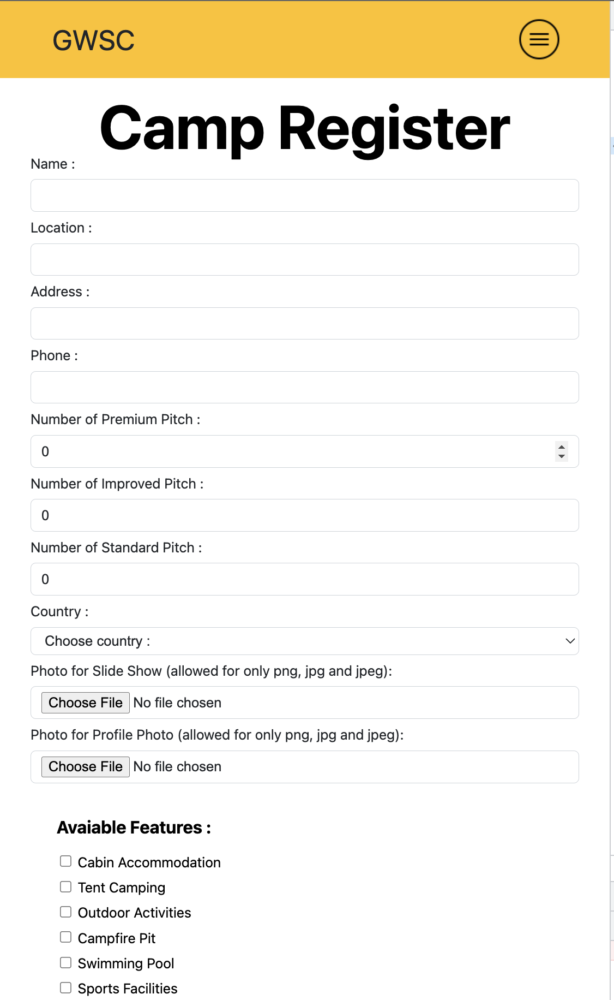 GWSC
Camp Register
Name :
Location :
Address :
Phone :
Number of Premium Pitch :
0
Number of Improved Pitch :
0
Number of Standard Pitch :
0
Country :
Choose country :
Photo for Slide Show (allowed for only png, jpg and jpeg):
Choose File No file chosen
Photo for Profile Photo (allowed for only png, jpg and jpeg):
Choose File No file chosen
Avaiable Features :
Cabin Accommodation
Tent Camping
Outdoor Activities
Campfire Pit
Swimming Pool
Sports Facilities